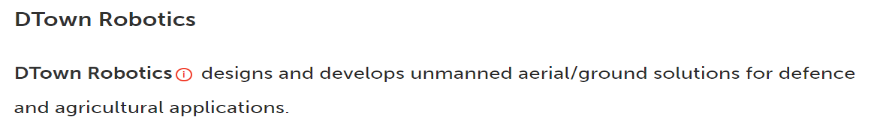 DTown Robotics
DTown Robotics designs and develops unmanned aerial/ground solutions for defence
and agricultural applications.